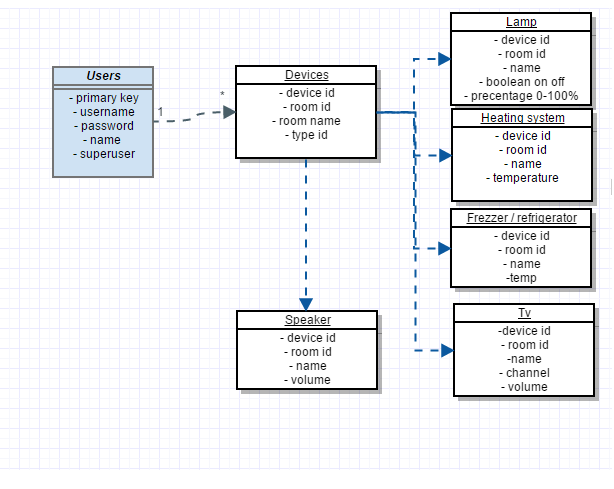 Users
- primary key
- username
- password
- name
- superuser
1
*
Devices
- device id
- room id
- room name
- type id
Lamp
- device id
- room id
- name
- boolean on off
- precentage 0-100%
Heating system
- device id
- room id
- name
- temperature
Frezzer / refrigerator
- device id
- room id
- name
-temp
Speaker
- device id
- room id
- name
- volume
Tv
-device id
- room id
-name
- channel
- volume